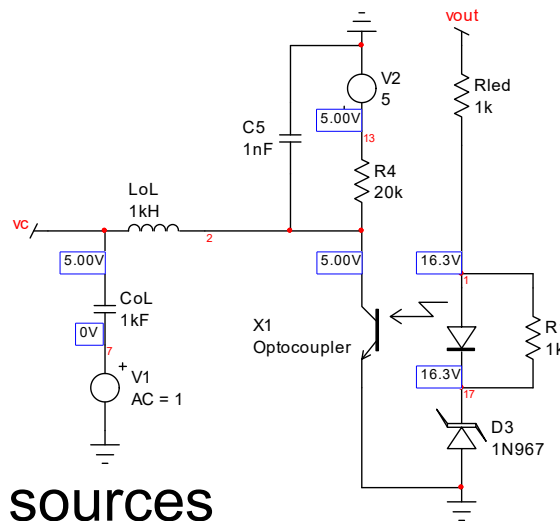 vout
V2
5
Rled
1k
5.00V
13
C5
1nF
R4
20k
LoL
1kH
vc
2
5.00V
5.00V
16.3V
1
CoL
1kF
0V
7
X1
Optocoupler
R
1k
16.3V
17
+
V1
AC = 1
D3
1N967
sources